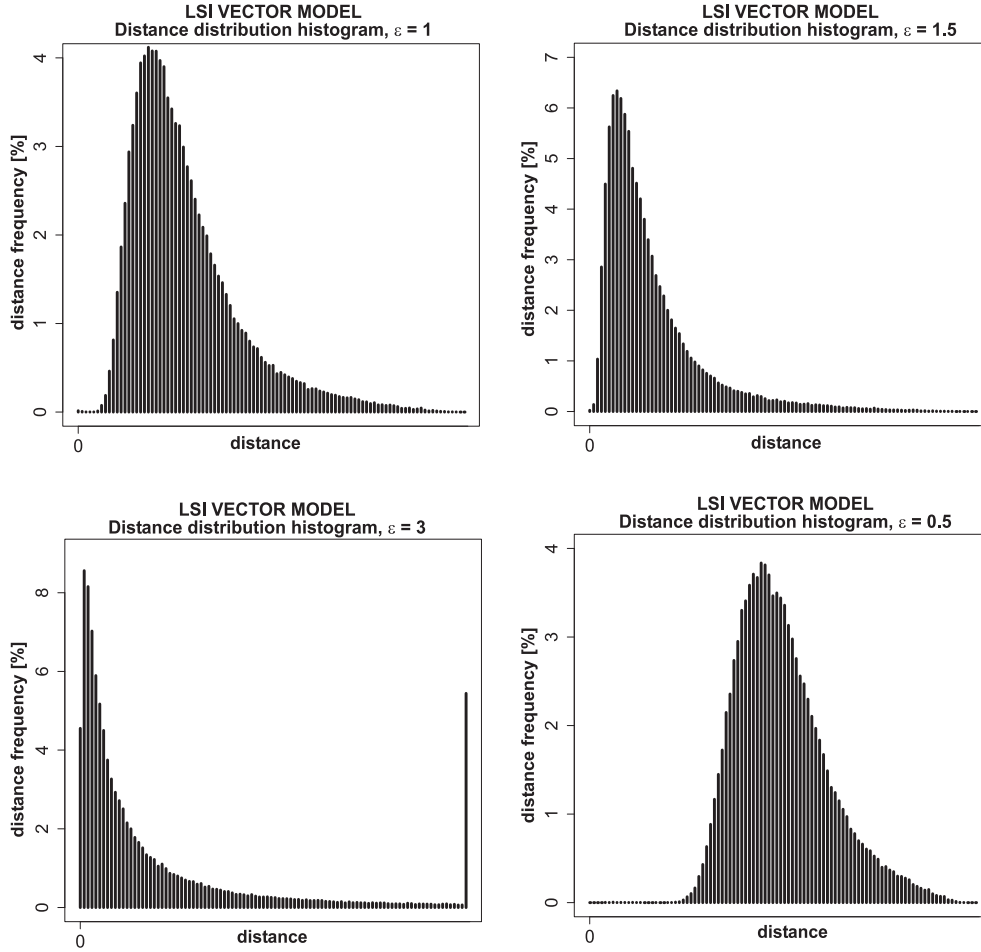 LSI VECTOR MODEL
Distance distribution histogram, ε = 1
distance frequency [%]
4
3
2
1
0
0
distance
LSI VECTOR MODEL
Distance distribution histogram, ε = 1.5
distance frequency [%]
7
6
5
4
3
2
1
0
0
distance
LSI VECTOR MODEL
Distance distribution histogram, ε = 3
distance frequency [%]
8
6
4
2
0
0
distance
LSI VECTOR MODEL
Distance distribution histogram, ε = 0.5
distance frequency [%]
4
3
2
1
0
0
distance